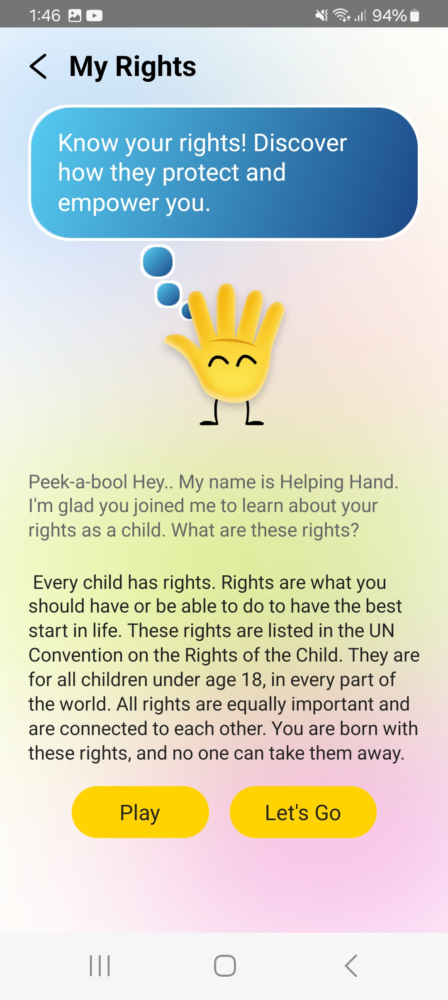 1:46 94%
My Rights
Know your rights! Discover
how they protect and
empower you.
Peek-a-bool Hey.. My name is Helping Hand.
I'm glad you joined me to learn about your
rights as a child. What are these rights?
Every child has rights. Rights are what you
should have or be able to do to have the best
start in life. These rights are listed in the UN
Convention on the Rights of the Child. They are
for all children under age 18, in every part of
the world. All rights are equally important and
are connected to each other. You are born with
these rights, and no one can take them away.
Play
Let's Go